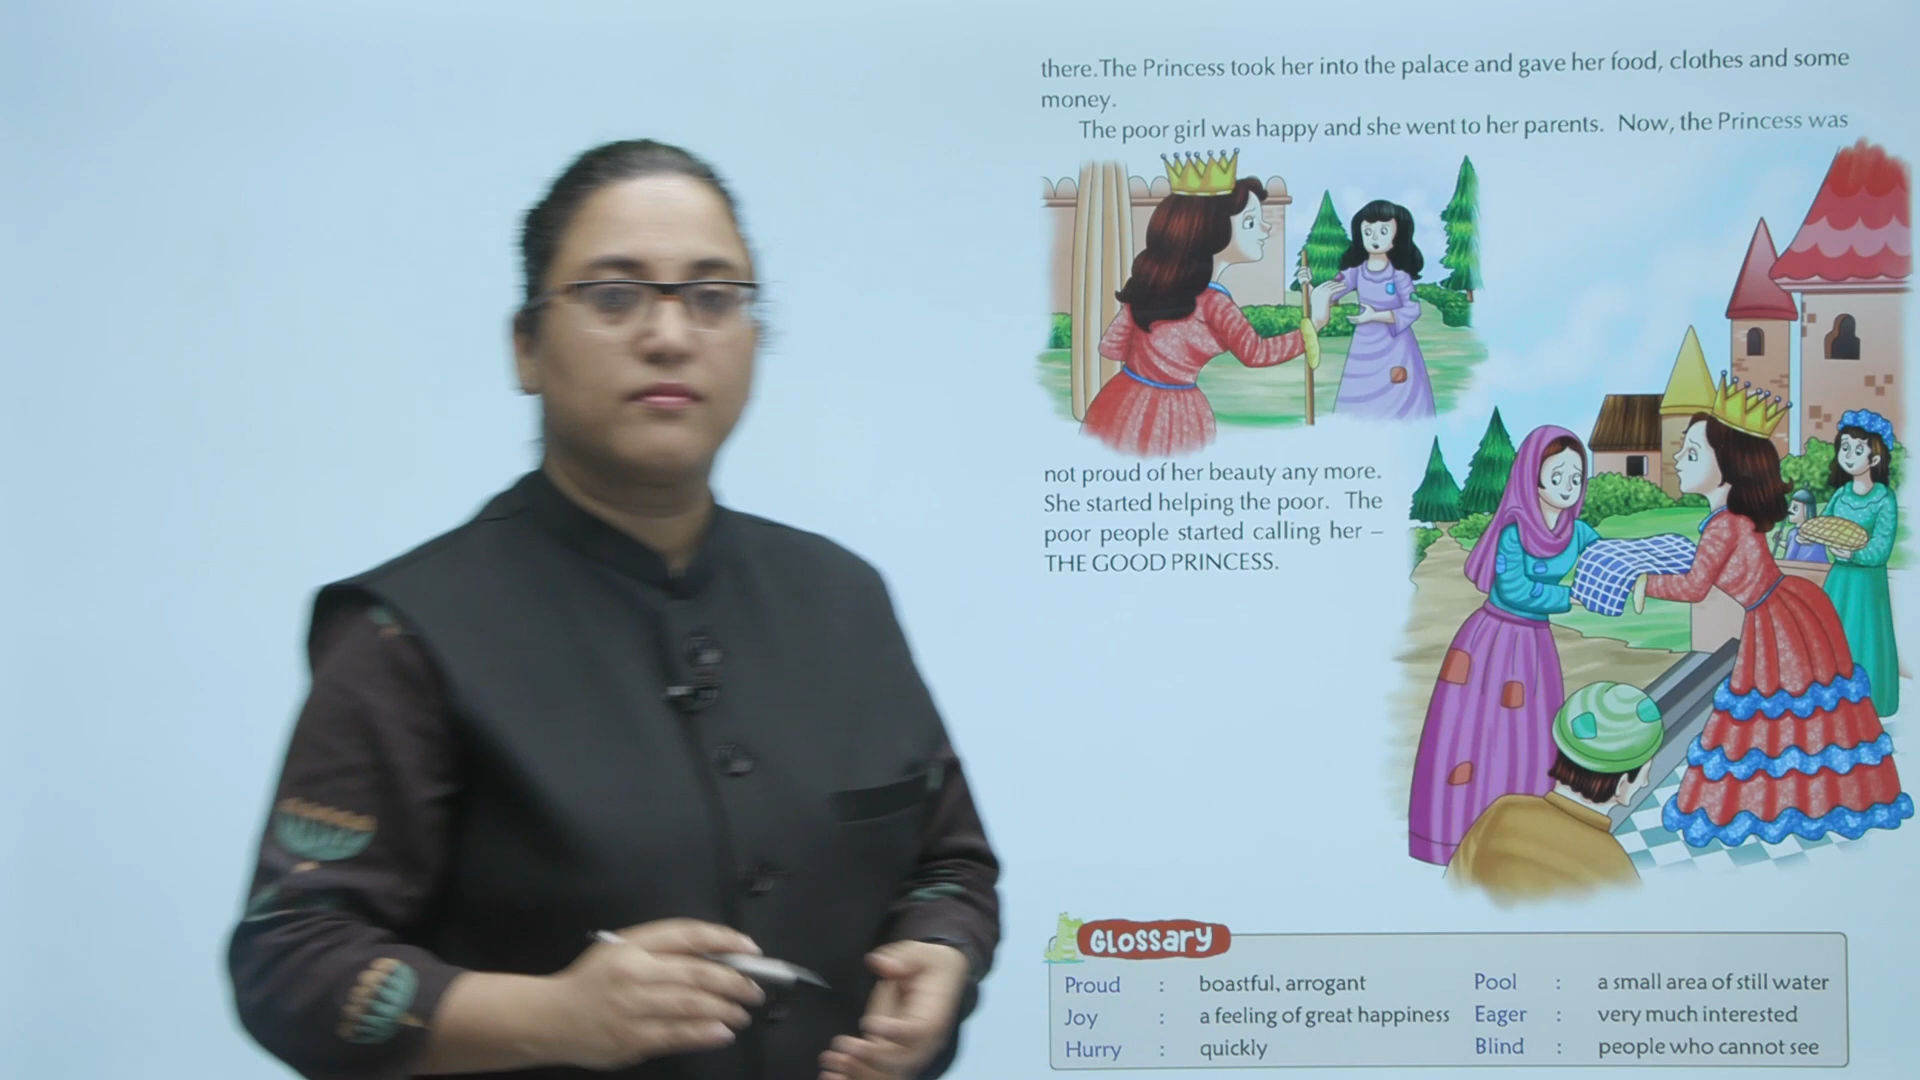 there.The Princess took her into the palace and gave her food, clothes and some
money.
The poor girl was happy and she went to her parents. Now, the Princess was
not proud of her beauty any more.
She started helping the poor. The
poor people started calling her –
THE GOOD PRINCESS.
Glossary
Proud : boastful, arrogant
Pool : a small area of still water
Joy : a feeling of great happiness
Eager : very much interested
Hurry : quickly
Blind : people who cannot see